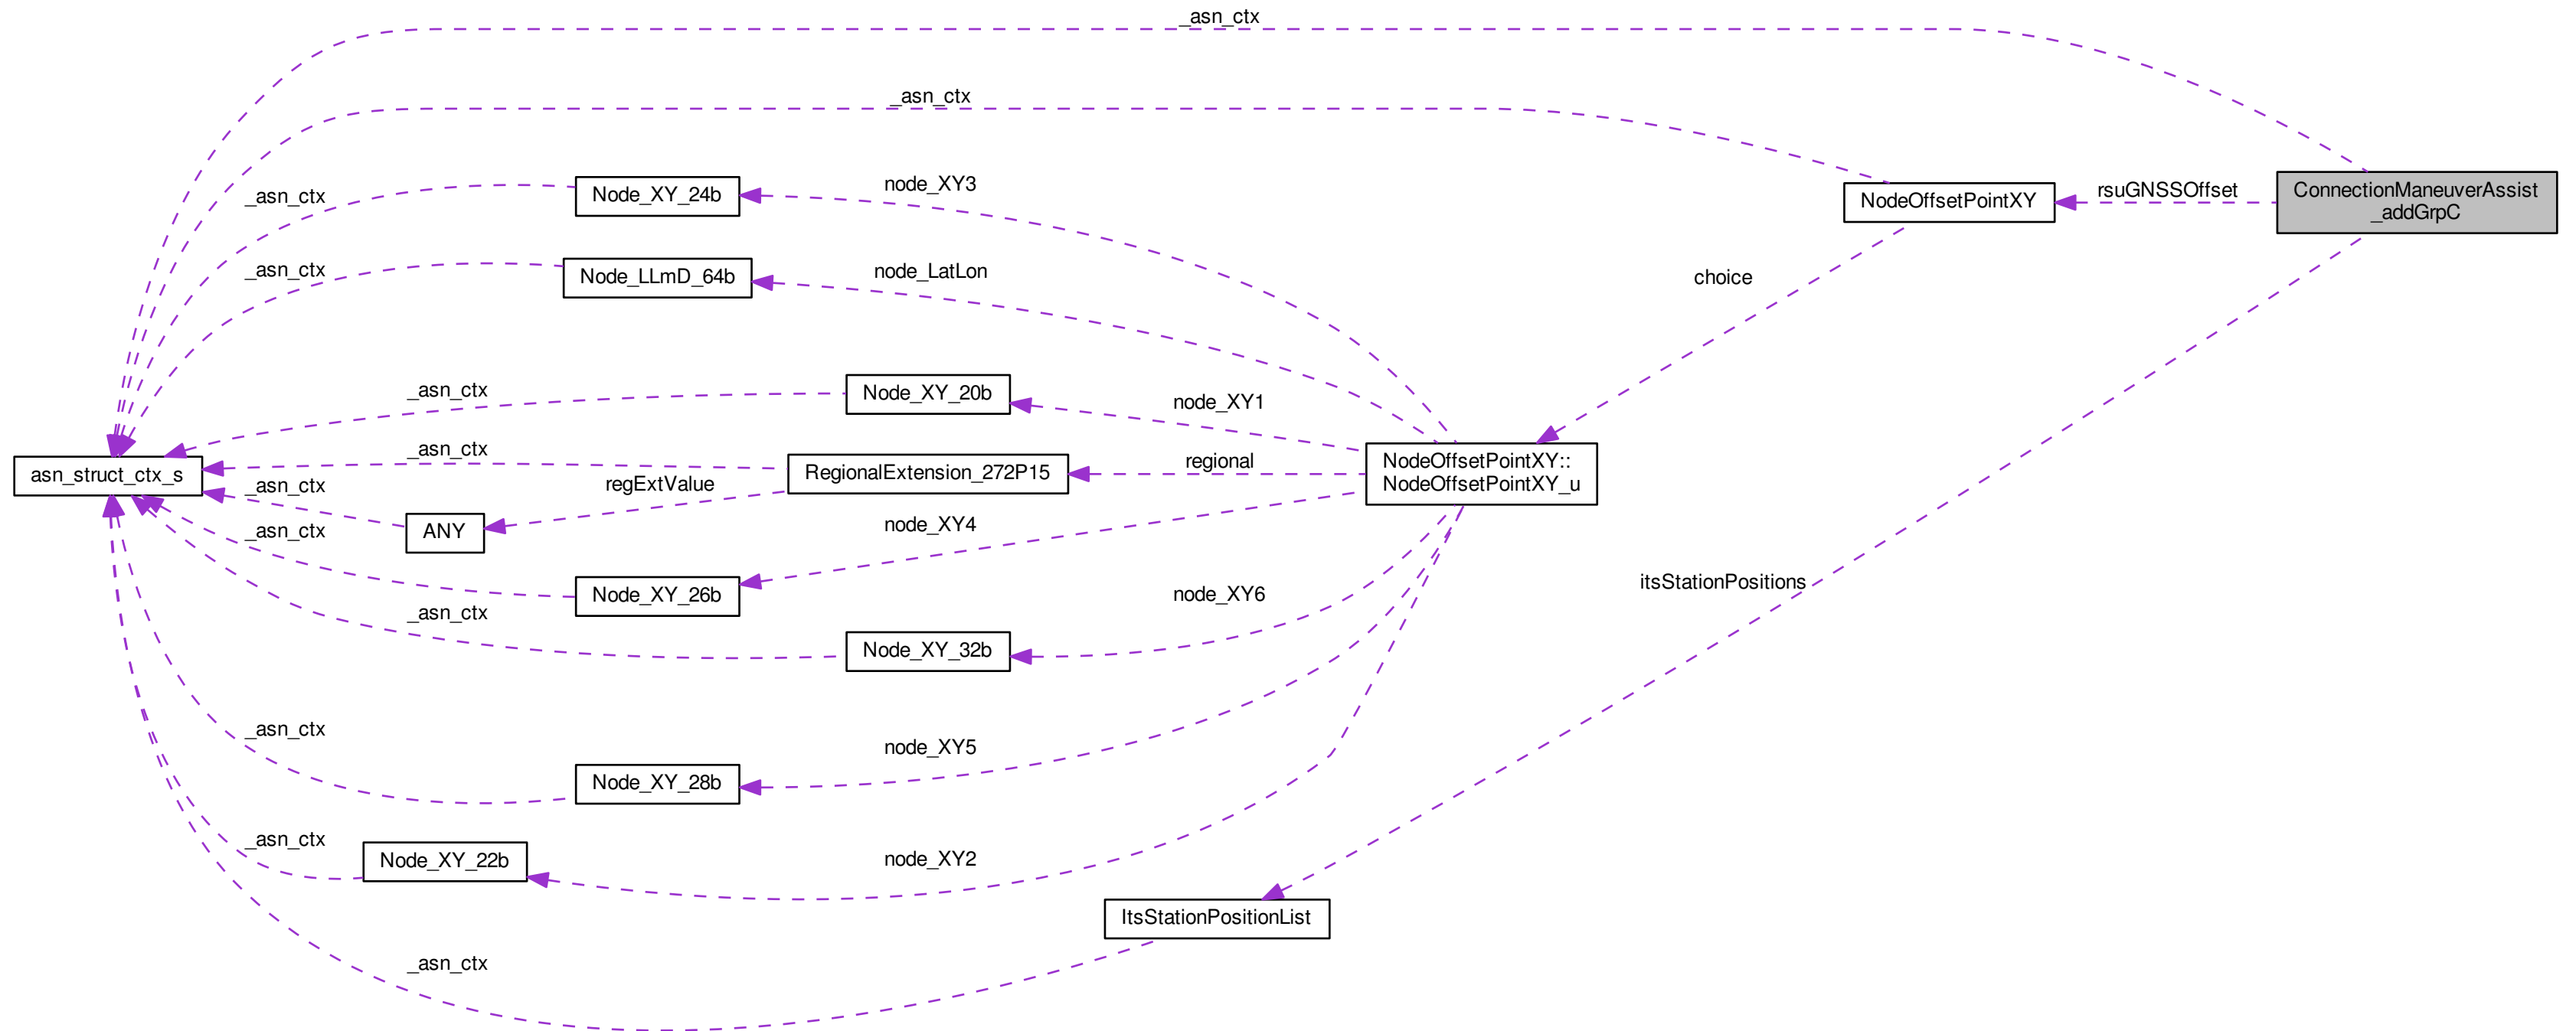 _asn_ctx
_asn_ctx
node_XY3
Node_XY_24b
_asn_ctx
NodeOffsetPointXY
rsuGNSSOffset
ConnectionManeuverAssist
_addGrpC
node_LatLon
Node_LLmD_64b
_asn_ctx
choice
_asn_ctx
Node_XY_20b
node_XY1
_asn_ctx
regional
NodeOffsetPointXY::
NodeOffsetPointXY_u
asn_struct_ctx_s
RegionalExtension_272P15
_asn_ctx
regExtValue
ANY
node_XY4
_asn_ctx
itsStationPositions
Node_XY_26b
node_XY6
_asn_ctx
Node_XY_32b
_asn_ctx
node_XY5
Node_XY_28b
_asn_ctx
Node_XY_22b
node_XY2
ItsStationPositionList
_asn_ctx